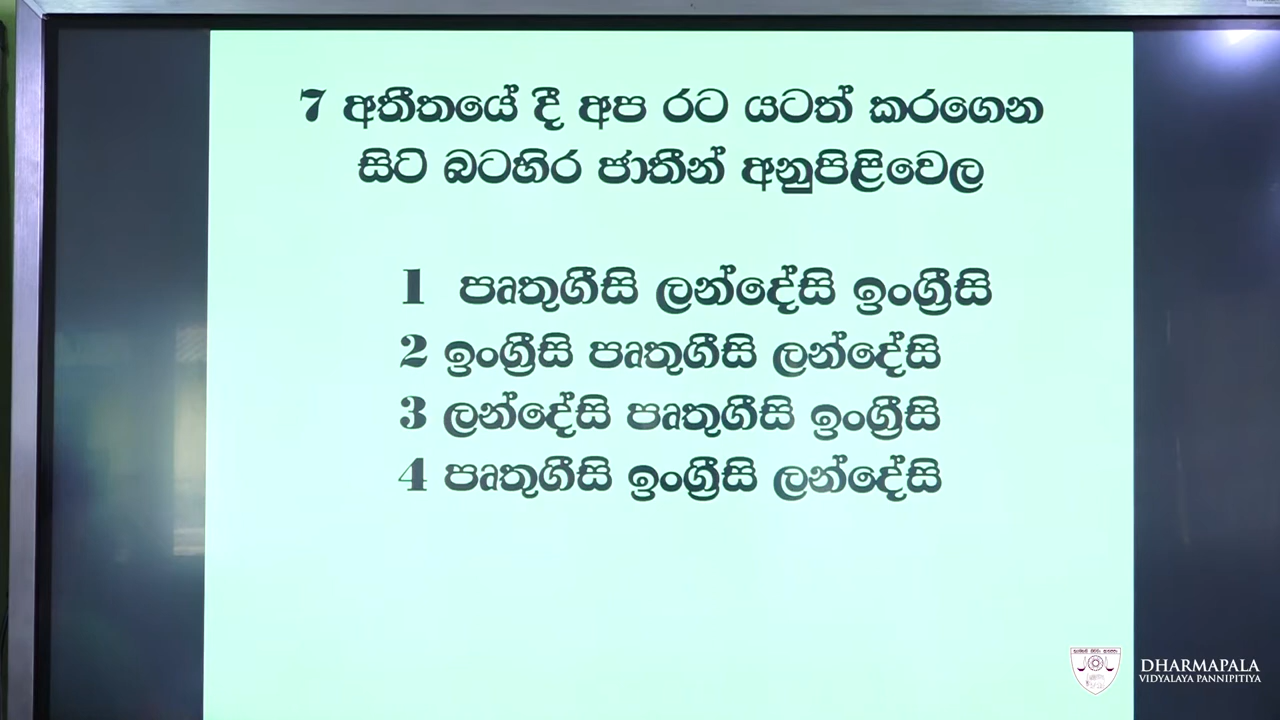 7 අතීතයේ දී අප රට යටත් කරගෙන
සිටි බටහිර ජාතීන් අනුපිළිවෙල
1 පෘතුගීසි ලන්දේසි ඉංග්‍රීසි
2 ඉංග්‍රීසි පෘතුගීසි ලන්දේසි
3 ලන්දේසි පෘතුගීසි ඉංග්‍රීසි
4 පෘතුගීසි ඉංග්‍රීසි ලන්දේසි
DHARMAPALA
VIDYALAYA PANNIPITIYA